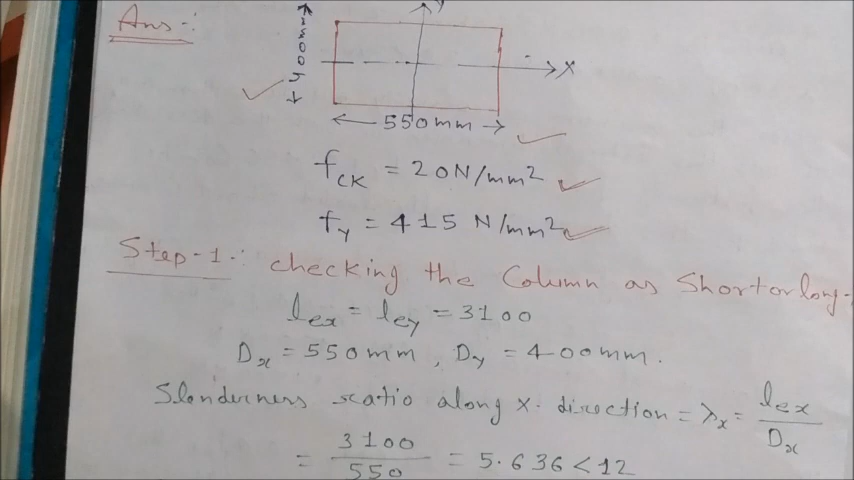 Ans-:
Y
400mm
X
550mm
fCK = 20N/mm²
fy = 415 N/mm²
Step-1: checking the Column as Short or long-:
lex = ley = 3100
Dx = 550mm, Dy = 400mm.
Slenderness ratio along x-direction = λx = lex/Dx
= 3100/550 = 5.636 < 12